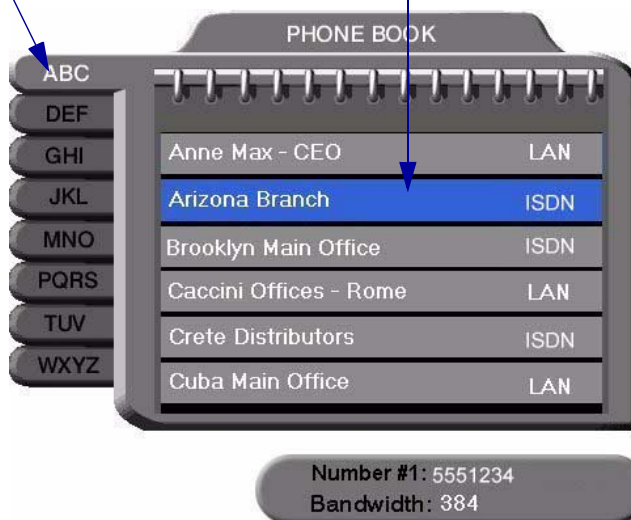 PHONE BOOK
ABC
DEF
GHI
JKL
MNO
PQRS
TUV
WXYZ
Anne Max - CEO LAN
Arizona Branch ISDN
Brooklyn Main Office ISDN
Caccini Offices - Rome LAN
Crete Distributors ISDN
Cuba Main Office LAN
Number #1: 5551234
Bandwidth: 384